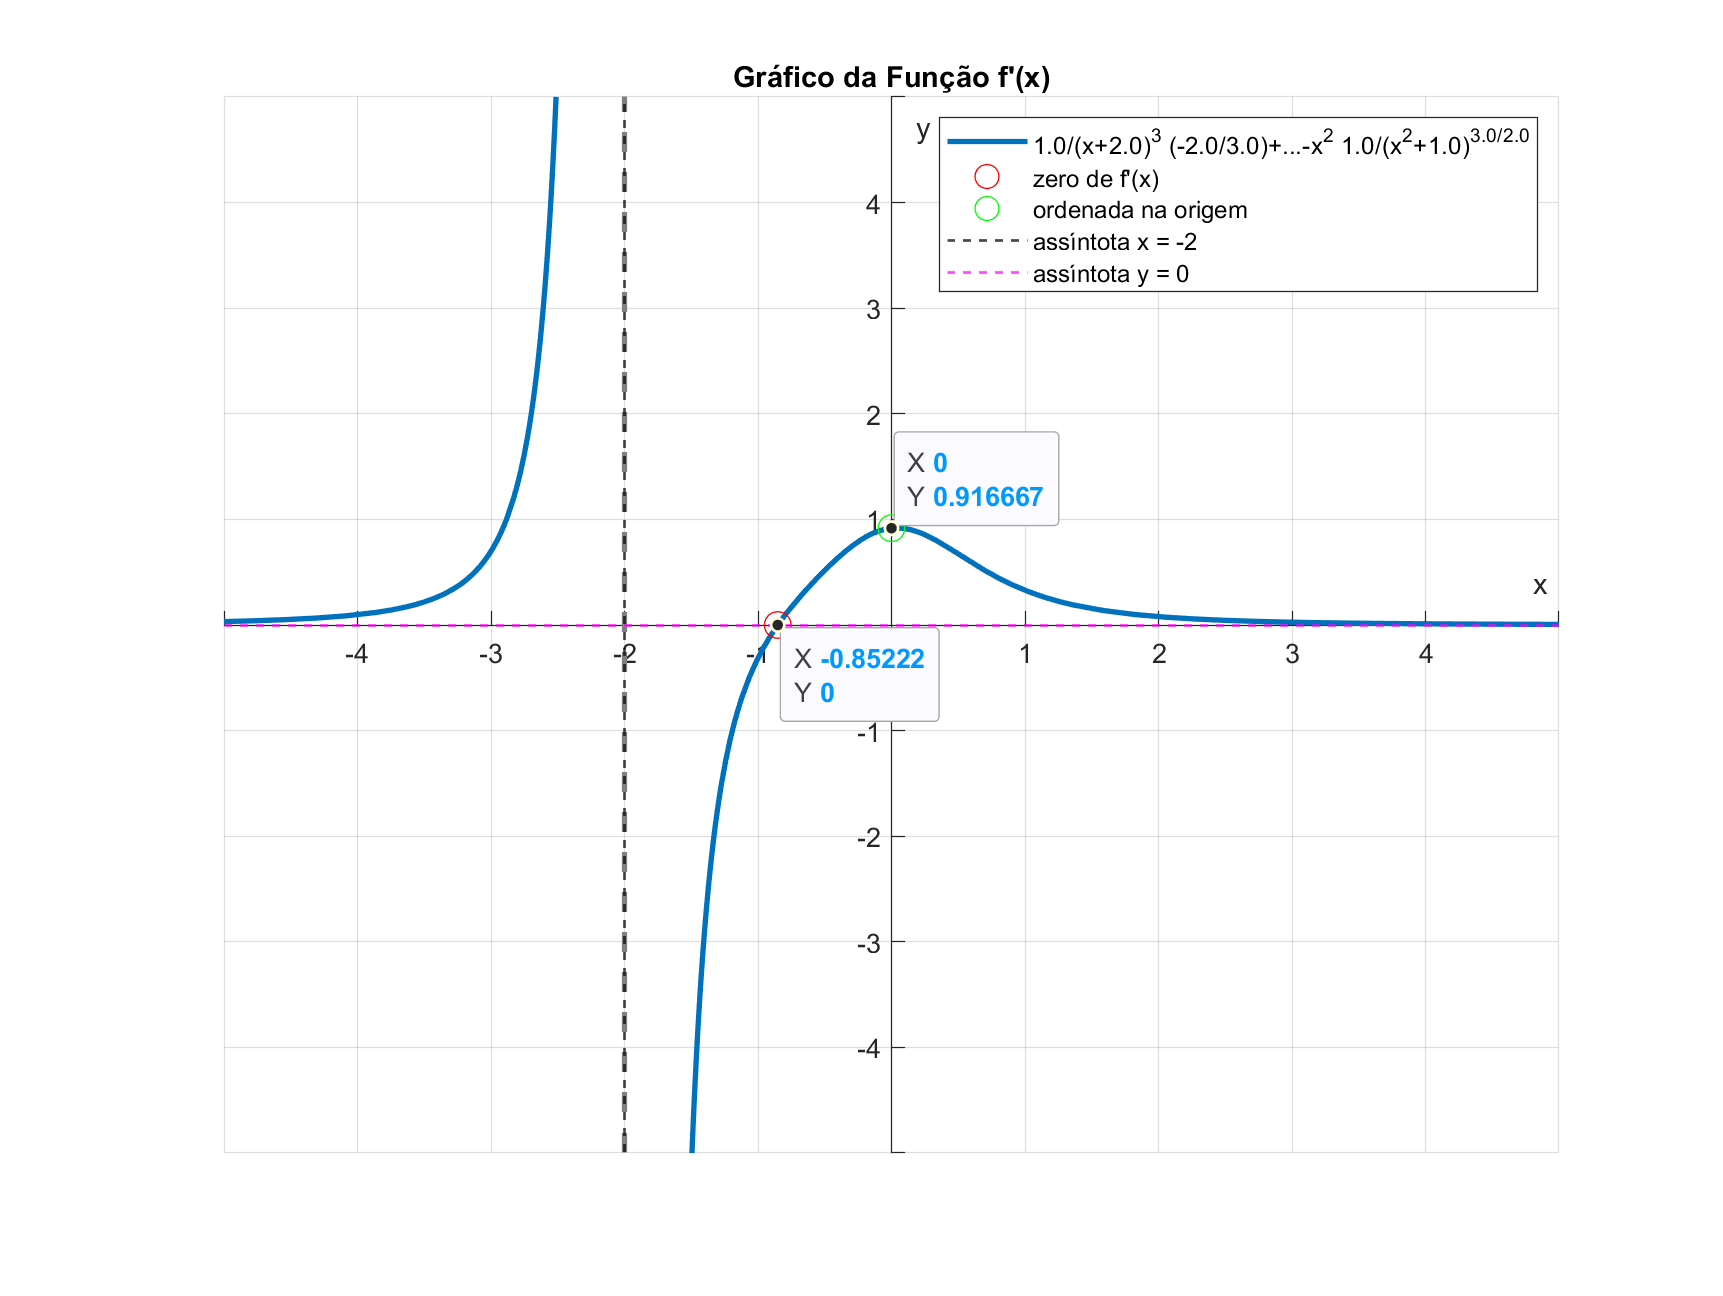 Gráfico da Função f'(x)
y
1.0/(x+2.0)^3 (-2.0/3.0)+...-x^2 1.0/(x^2+1.0)^{3.0/2.0}
zero de f'(x)
ordenada na origem
assíntota x = -2
assíntota y = 0
4
3
2
X 0
Y 0.916667
1
x
-4 -3 -2 -1 1 2 3 4
X -0.85222
Y 0
-1
-2
-3
-4